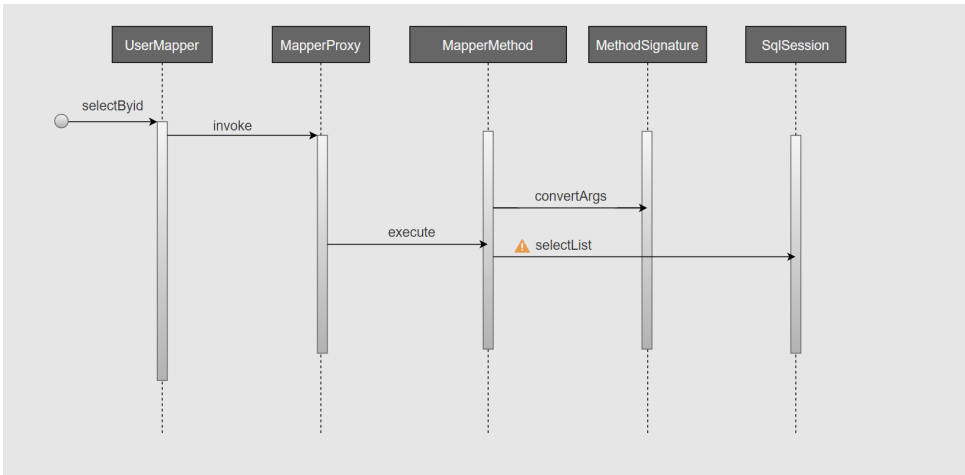 UserMapper
MapperProxy
MapperMethod
MethodSignature
SqlSession
selectByid
invoke
convertArgs
execute
selectList